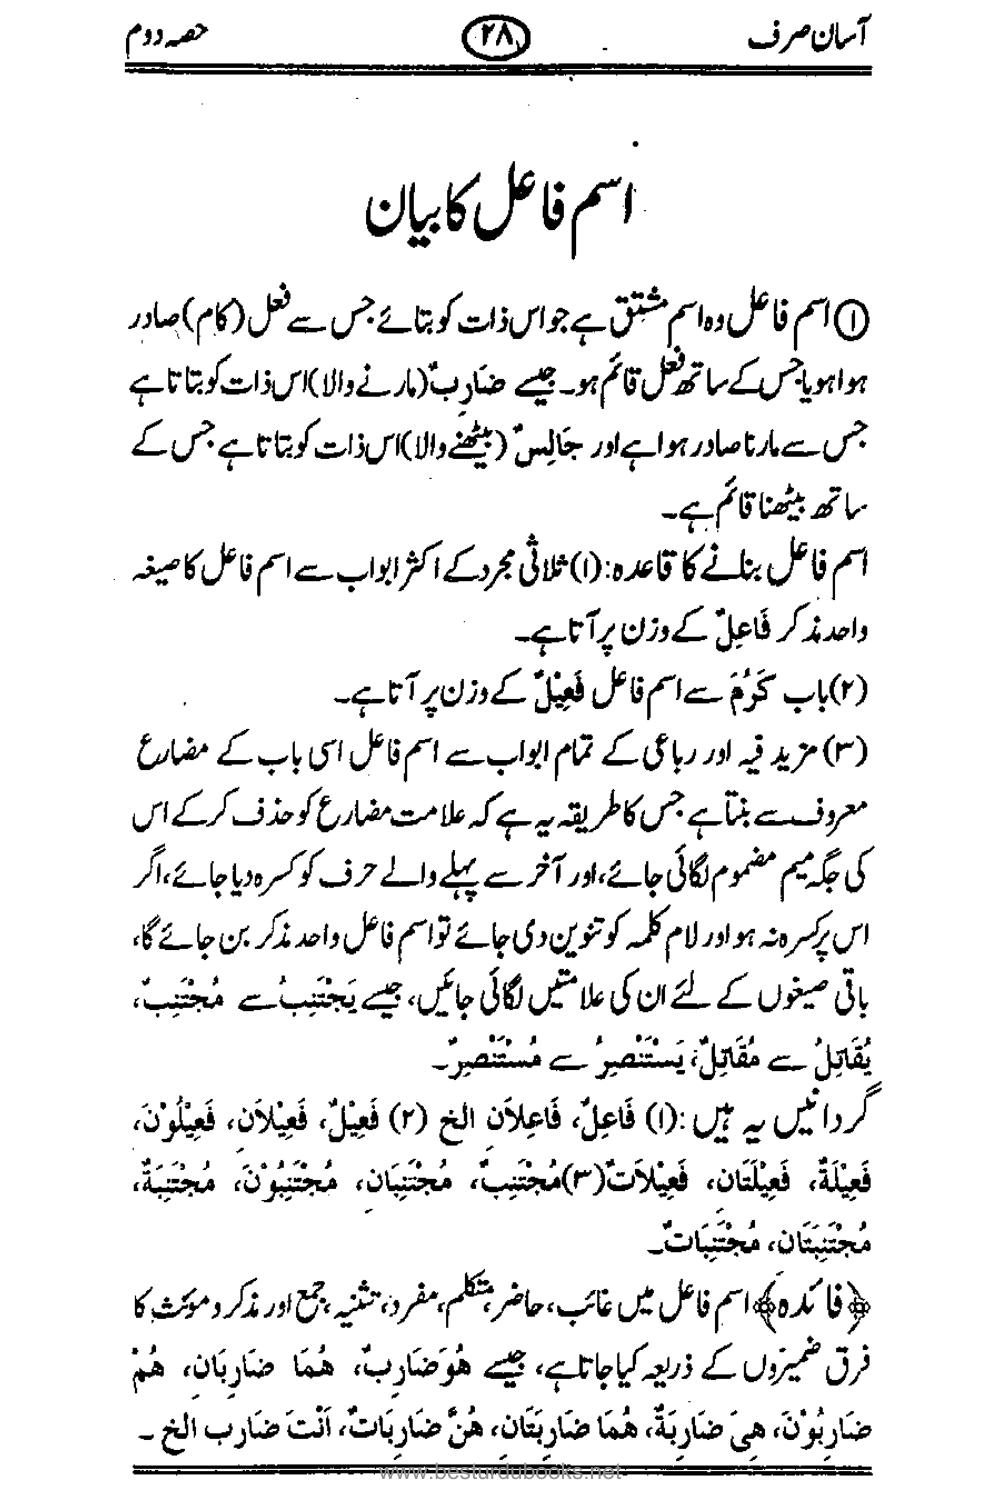 آسان صرف ۲۸ حصہ دوم
اسم فاعل کا بیان
① اسم فاعل وہ اسم مشتق ہے جو اس ذات کو بتائے جس سے فعل (کام) صادر
ہوا ہو یا جس کے ساتھ فعل قائم ہو۔ جیسے ضَارِبٌ (مارنے والا) اس ذات کو بتاتا ہے
جس سے مارنا صادر ہوا ہے اور جَالِسٌ (بیٹھنے والا) اس ذات کو بتاتا ہے جس کے
ساتھ بیٹھنا قائم ہے۔
اسم فاعل بنانے کا قاعدہ: (۱) ثلاثی مجرد کے اکثر ابواب سے اسم فاعل کا صیغہ
واحد مذکر فَاعِلٌ کے وزن پر آتا ہے۔
(۲) باب کَرُمَ سے اسم فاعل فَعِیْلٌ کے وزن پر آتا ہے۔
(۳) مزید فیہ اور رباعی کے تمام ابواب سے اسم فاعل اسی باب کے مضارع
معروف سے بنتا ہے جس کا طریقہ یہ ہے کہ علامت مضارع کو حذف کر کے اس
کی جگہ میم مضموم لگائی جائے، اور آخر سے پہلے والے حرف کو کسرہ دیا جائے، اگر
اس پر کسرہ نہ ہو اور لام کلمہ کو تنوین دی جائے تو اسم فاعل واحد مذکر بن جائے گا،
باقی صیغوں کے لئے ان کی علامتیں لگائی جائیں، جیسے یَجْتَنِبُ سے مُجْتَنِبٌ،
یُقَاتِلُ سے مُقَاتِلٌ، یَسْتَنْصِرُ سے مُسْتَنْصِرٌ۔
گردانیں یہ ہیں: (۱) فَاعِلٌ، فَاعِلاَنِ الخ (۲) فَعِیْلٌ، فَعِیْلاَنِ، فَعِیْلُوْنَ،
فَعِیْلَةٌ، فَعِیْلَتَانِ، فَعِیْلاَتٌ (۳) مُجْتَنِبٌ، مُجْتَنِبَانِ، مُجْتَنِبُوْنَ، مُجْتَنِبَةٌ،
مُجْتَنِبَتَانِ، مُجْتَنِبَاتٌ۔
﴿فائدہ﴾ اسم فاعل میں غائب، حاضر، متکلم، مفرد، تثنیہ، جمع اور مذکر و مؤنث کا
فرق ضمیروں کے ذریعہ کیا جاتا ہے، جیسے هُوَ ضَارِبٌ، هُمَا ضَارِبَانِ، هُمْ
ضَارِبُوْنَ، هِیَ ضَارِبَةٌ، هُمَا ضَارِبَتَانِ، هُنَّ ضَارِبَاتٌ، اَنْتَ ضَارِب الخ ۔
www.besturdubooks.net